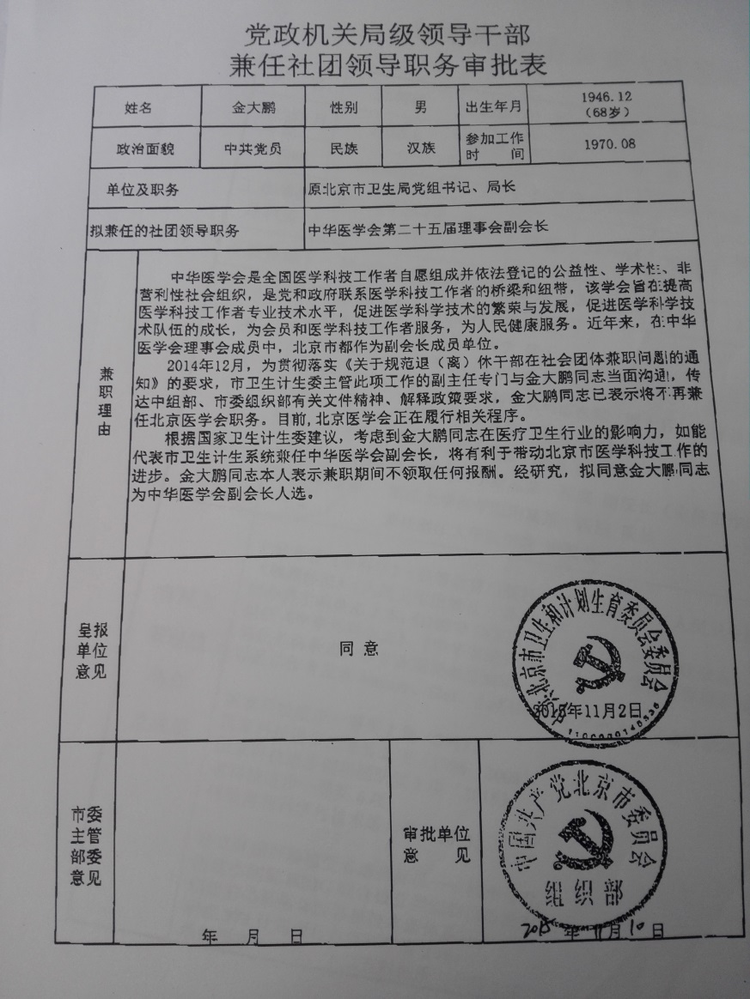 党政机关局级领导干部
兼任社团领导职务审批表
姓名 金大鹏 性别 男 出生年月 1946.12
（68岁）
政治面貌 中共党员 民族 汉族 参加工作
时 间 1970.08
单位及职务 原北京市卫生局党组书记、局长
拟兼任的社团领导职务 中华医学会第二十五届理事会副会长
兼职理由
中华医学会是全国医学科技工作者自愿组成并依法登记的公益性、学术性、非
营利性社会组织，是党和政府联系医学科技工作者的桥梁和纽带，该学会旨在提高
医学科技工作者专业技术水平，促进医学科学技术的繁荣与发展，促进医学科学技
术队伍的成长，为会员和医学科技工作者服务，为人民健康服务。近年来，在中华
医学会理事会成员中，北京市都作为副会长成员单位。
2014年12月，为贯彻落实《关于规范退（离）休干部在社会团体兼职问题的通
知》的要求，市卫生计生委主管此项工作的副主任专门与金大鹏同志当面沟通，传
达中组部、市委组织部有关文件精神、解释政策要求，金大鹏同志已表示将不再兼
任北京医学会职务。目前,北京医学会正在履行相关程序。
根据国家卫生计生委建议，考虑到金大鹏同志在医疗卫生行业的影响力，如能
代表市卫生计生系统兼任中华医学会副会长，将有利于带动北京市医学科技工作的
进步。金大鹏同志本人表示兼职期间不领取任何报酬。经研究，拟同意金大鹏同志
为中华医学会副会长人选。
呈报
单位
意见
同意
北京市卫生和计划生育委员会委员会
2015年11月2日
市委
主管
部委
意见
年 月 日
审批单位
意 见
中国共产党北京市委员会
组织部
2015年11月10日